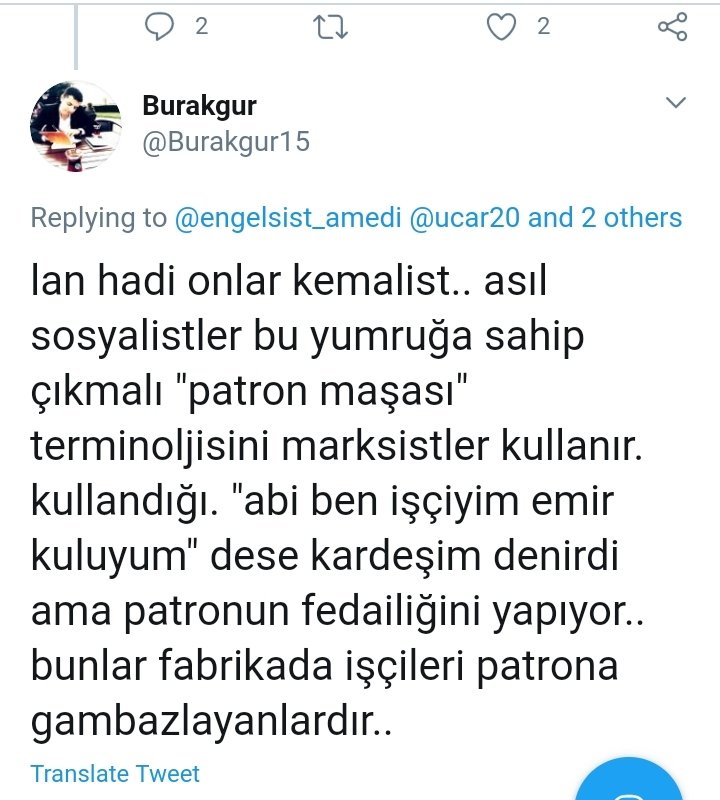 2 2
Burakgur
@Burakgur15
Replying to @engelsist_amedi @ucar20 and 2 others
lan hadi onlar kemalist.. asıl
sosyalistler bu yumruğa sahip
çıkmalı "patron maşası"
terminoljisini marksistler kullanır.
kullandığı. "abi ben işçiyim emir
kuluyum" dese kardeşim denirdi
ama patronun fedailiğini yapıyor..
bunlar fabrikada işçileri patrona
gambazlayanlardır..
Translate Tweet